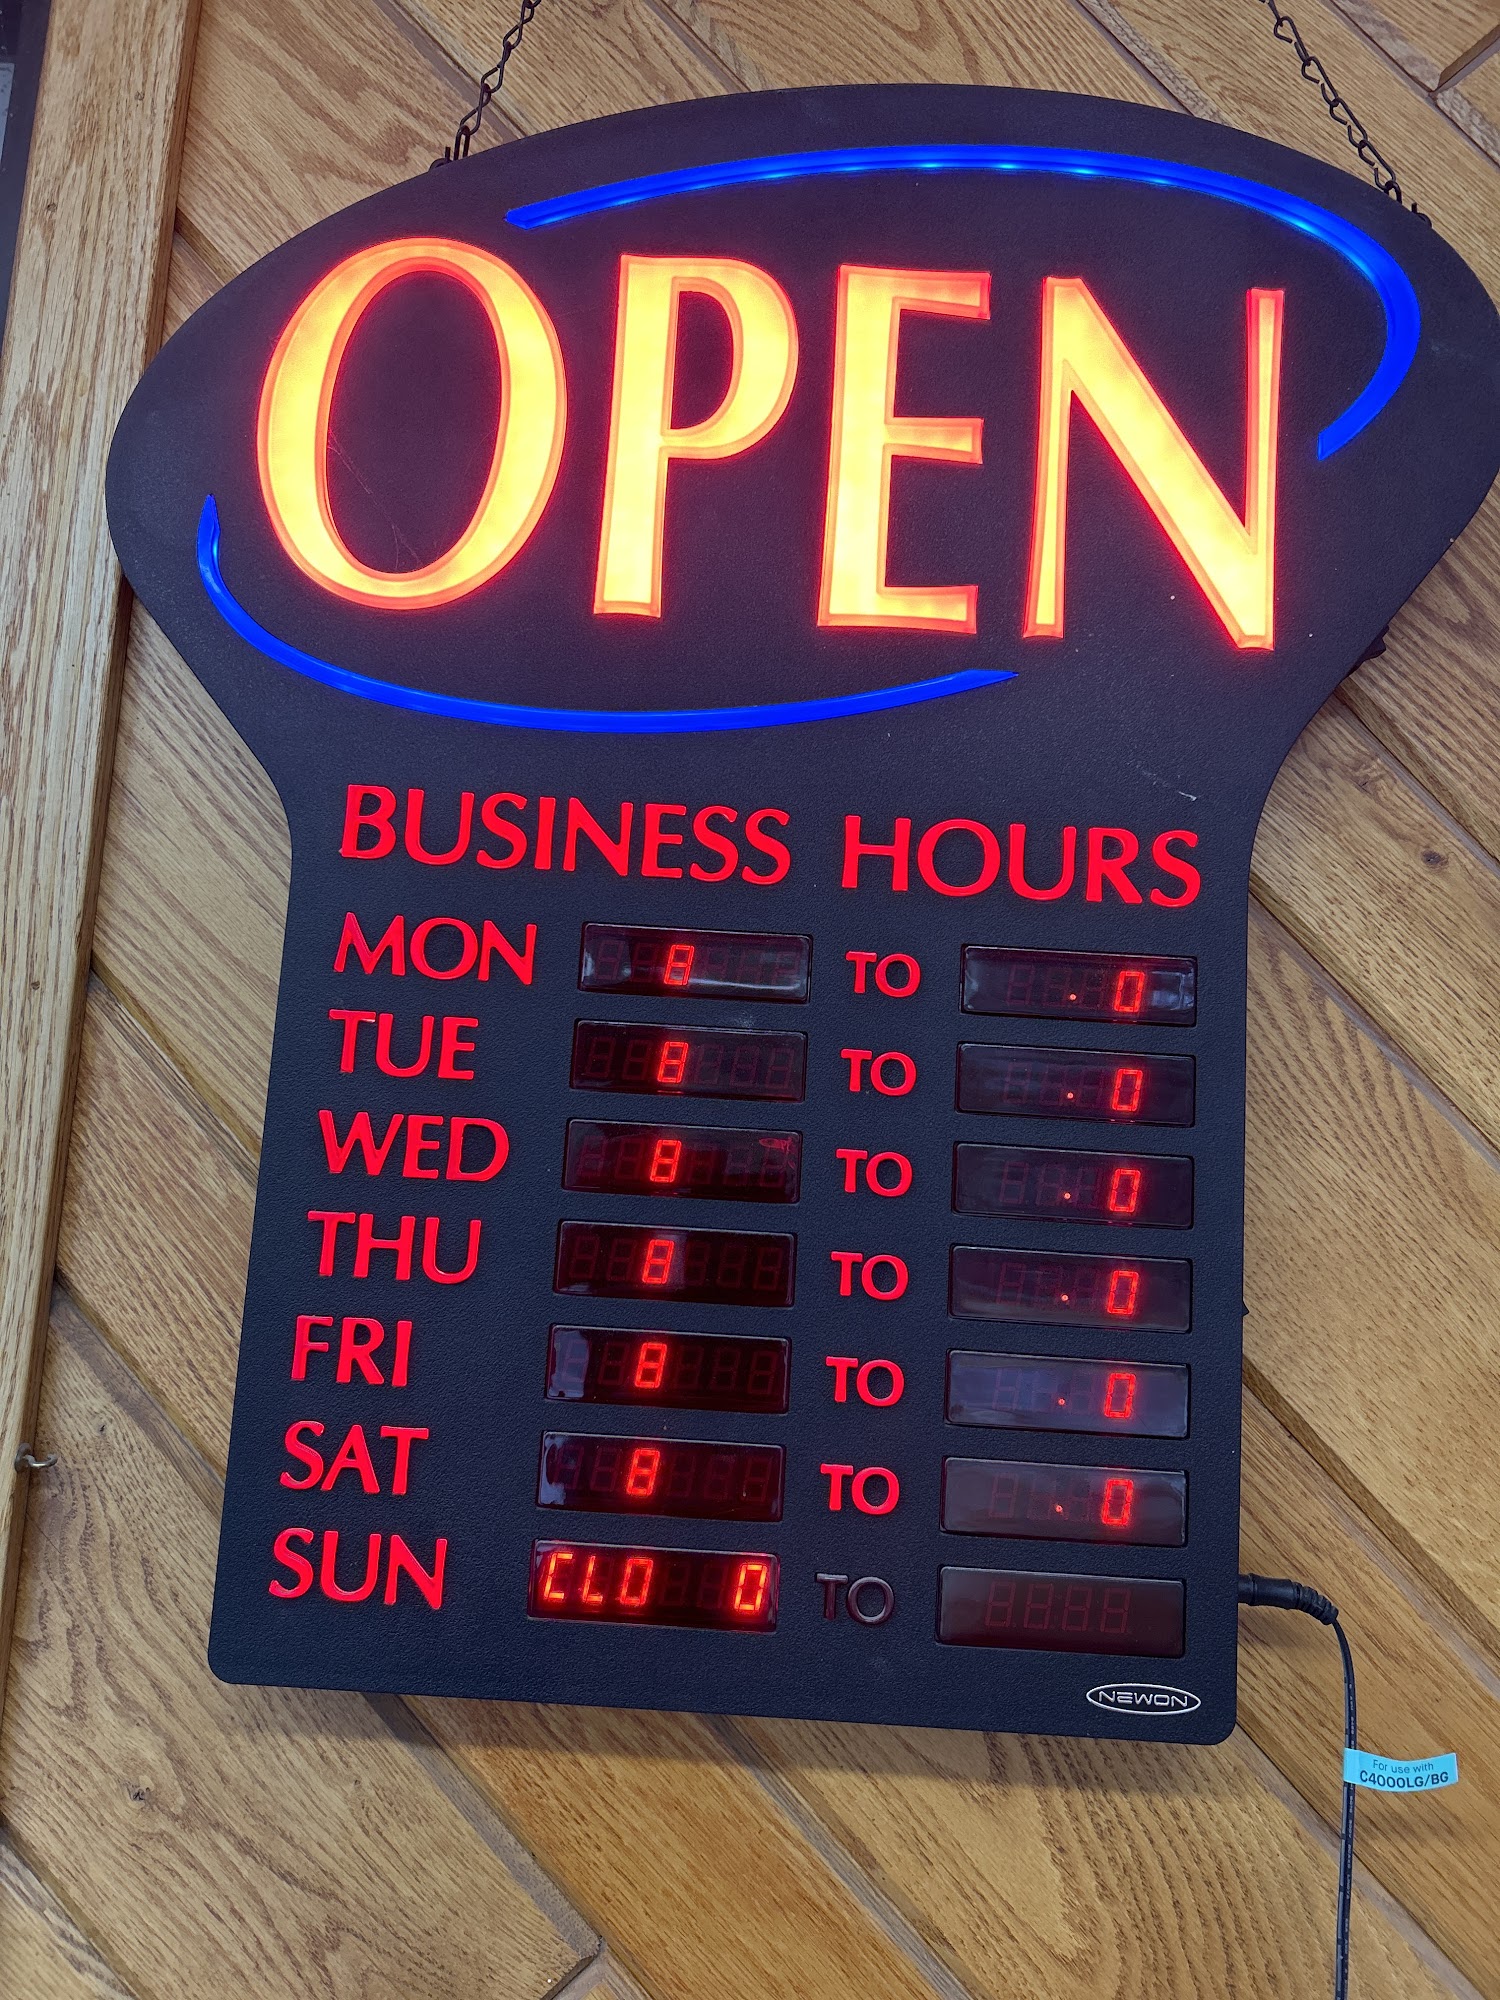 OPEN
BUSINESS HOURS
MON 8 TO . 0
TUE 8 TO . 0
WED 8 TO . 0
THU 8 TO . 0
FRI 8 TO . 0
SAT 8 TO . 0
SUN CLO 0 TO
NEWON
For use with
C4000LG/BG